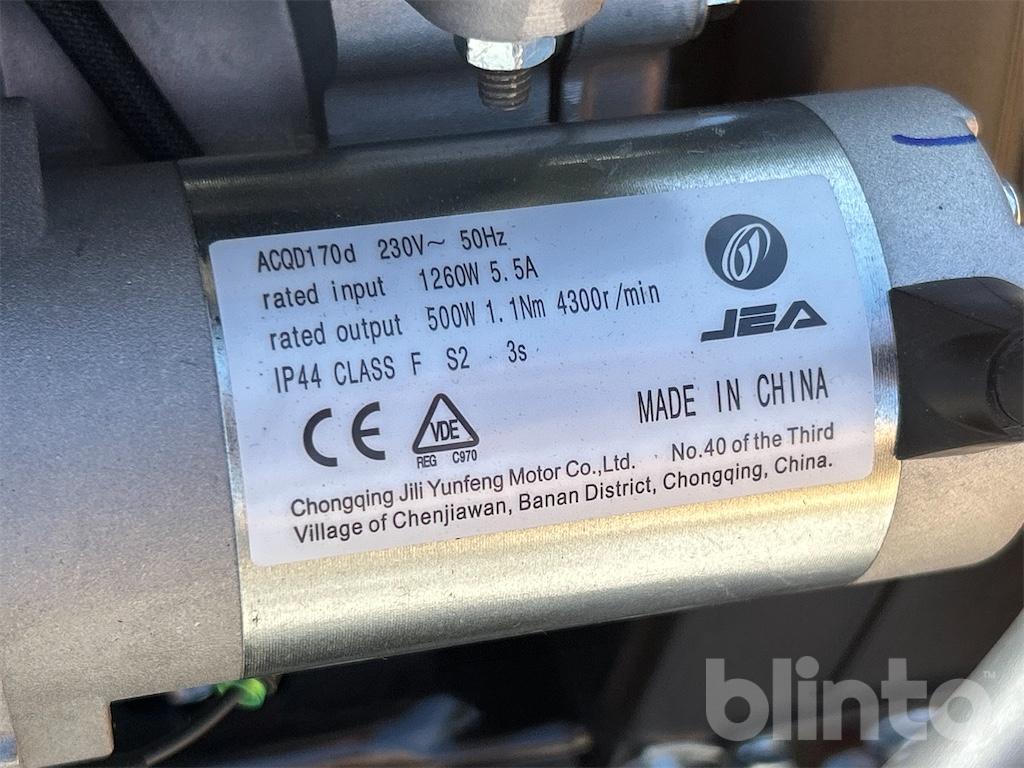 ACQD170d 230V~ 50Hz
rated input 1260W 5.5A
rated output 500W 1.1Nm 4300r/min
IP44 CLASS F S2 3s
JEA
MADE IN CHINA
CE VDE
REG C970
Chongqing Jili Yunfeng Motor Co.,Ltd. No.40 of the Third
Village of Chenjiawan, Banan District, Chongqing, China.
blinto™